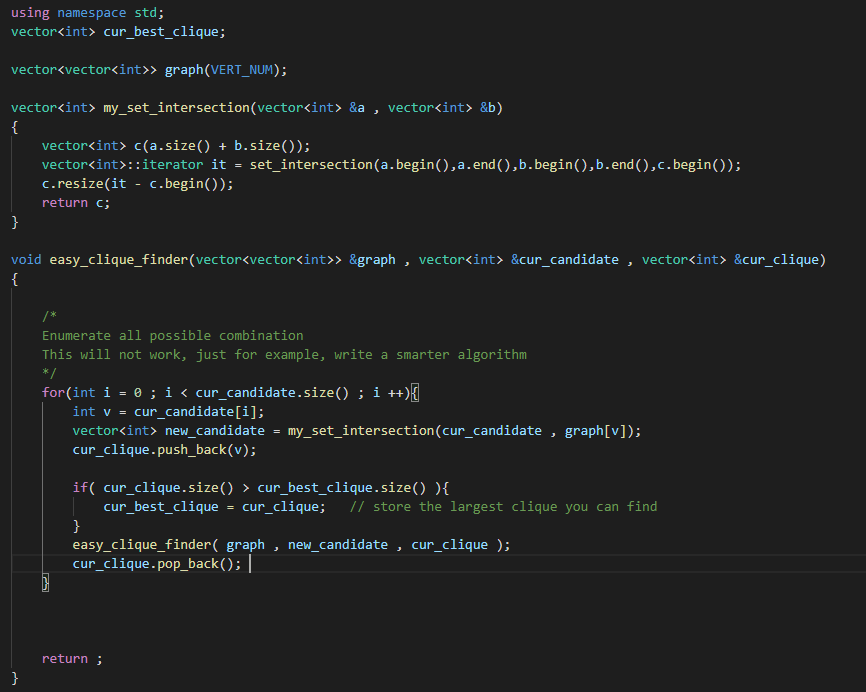 using namespace std;
vector<int> cur_best_clique;
vector<vector<int>> graph(VERT_NUM);
vector<int> my_set_intersection(vector<int> &a , vector<int> &b)
{
vector<int> c(a.size() + b.size());
vector<int>::iterator it = set_intersection(a.begin(),a.end(),b.begin(),b.end(),c.begin());
c.resize(it - c.begin());
return c;
}
void easy_clique_finder(vector<vector<int>> &graph , vector<int> &cur_candidate , vector<int> &cur_clique)
{
/*
Enumerate all possible combination
This will not work, just for example, write a smarter algorithm
*/
for(int i = 0 ; i < cur_candidate.size() ; i ++){
int v = cur_candidate[i];
vector<int> new_candidate = my_set_intersection(cur_candidate , graph[v]);
cur_clique.push_back(v);
if( cur_clique.size() > cur_best_clique.size() ){
cur_best_clique = cur_clique;   // store the largest clique you can find
}
easy_clique_finder( graph , new_candidate , cur_clique );
cur_clique.pop_back();
}
return ;
}